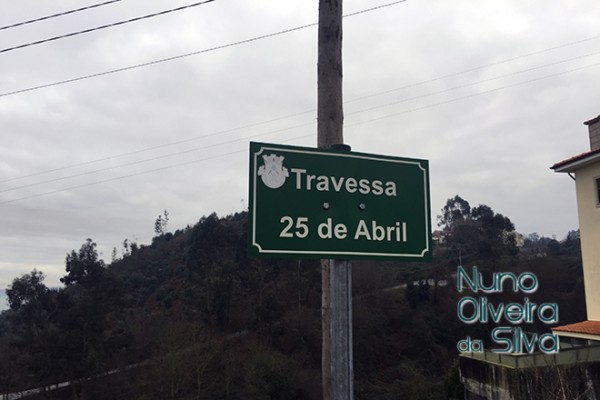 Travessa
25 de Abril
Nuno
Oliveira
da Silva